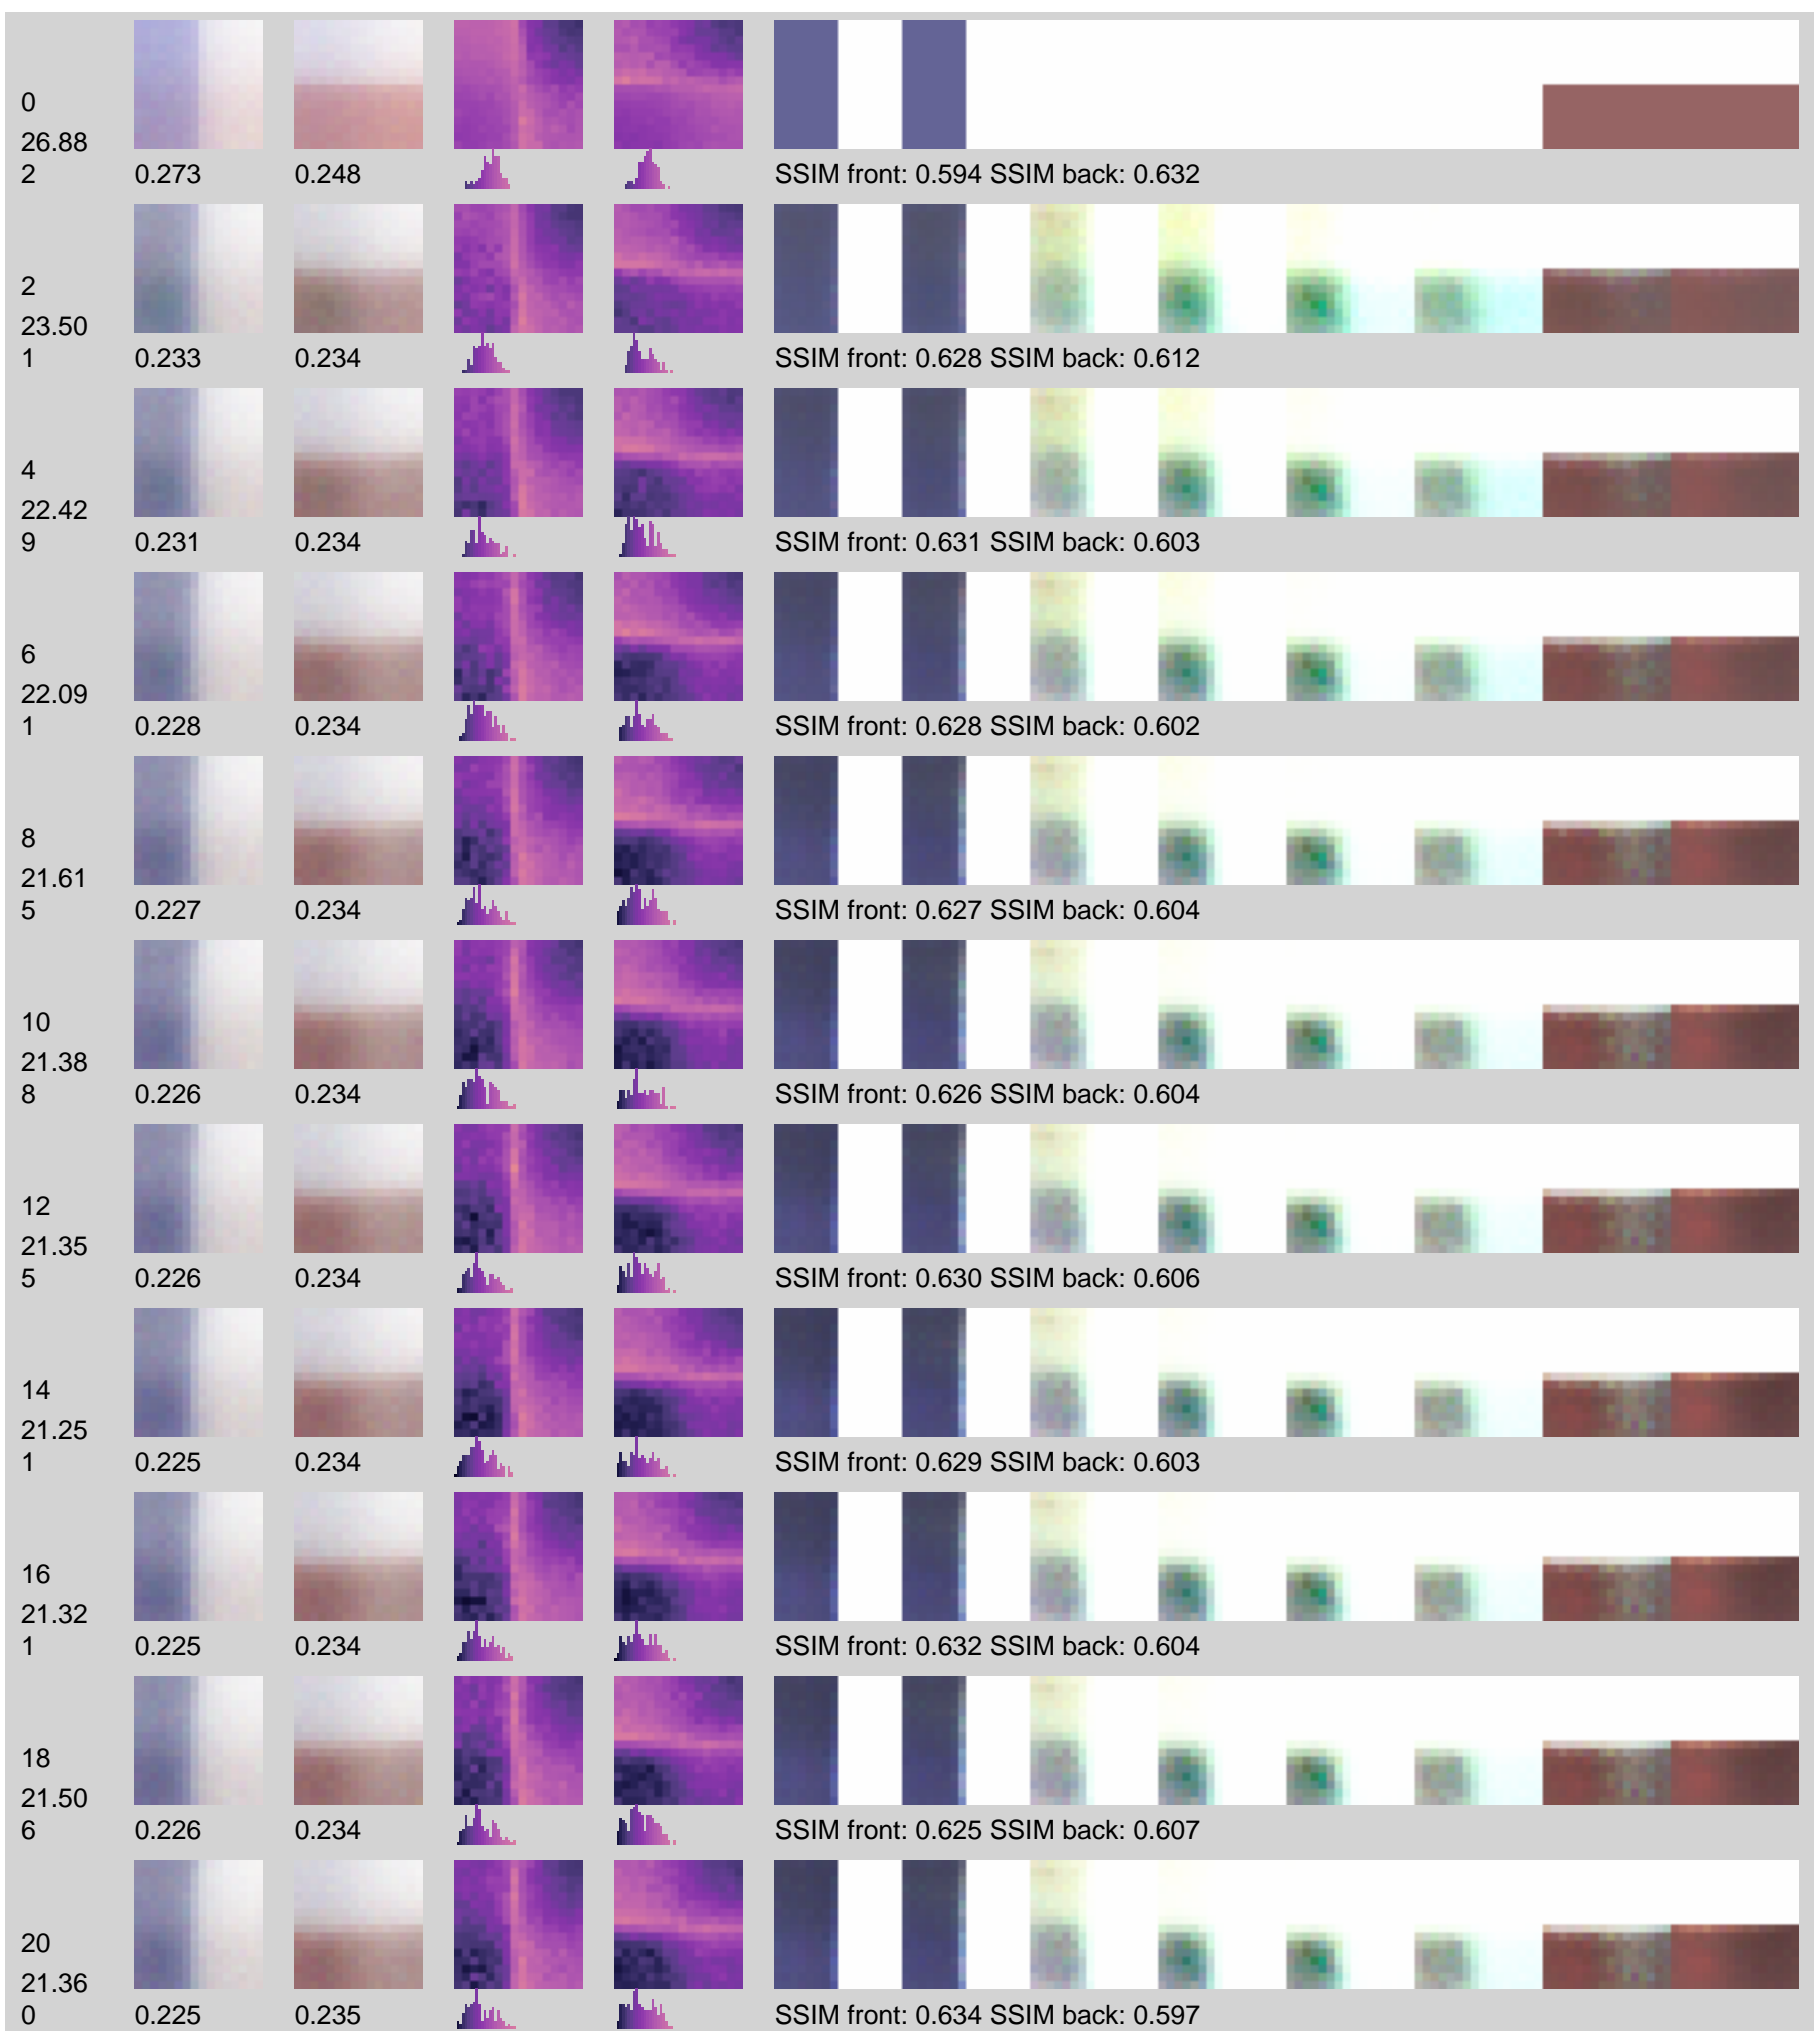 0
26.88
2 0.273 0.248 SSIM front: 0.594 SSIM back: 0.632
2
23.50
1 0.233 0.234 SSIM front: 0.628 SSIM back: 0.612
4
22.42
9 0.231 0.234 SSIM front: 0.631 SSIM back: 0.603
6
22.09
1 0.228 0.234 SSIM front: 0.628 SSIM back: 0.602
8
21.61
5 0.227 0.234 SSIM front: 0.627 SSIM back: 0.604
10
21.38
8 0.226 0.234 SSIM front: 0.626 SSIM back: 0.604
12
21.35
5 0.226 0.234 SSIM front: 0.630 SSIM back: 0.606
14
21.25
1 0.225 0.234 SSIM front: 0.629 SSIM back: 0.603
16
21.32
1 0.225 0.234 SSIM front: 0.632 SSIM back: 0.604
18
21.50
6 0.226 0.234 SSIM front: 0.625 SSIM back: 0.607
20
21.36
0 0.225 0.235 SSIM front: 0.634 SSIM back: 0.597